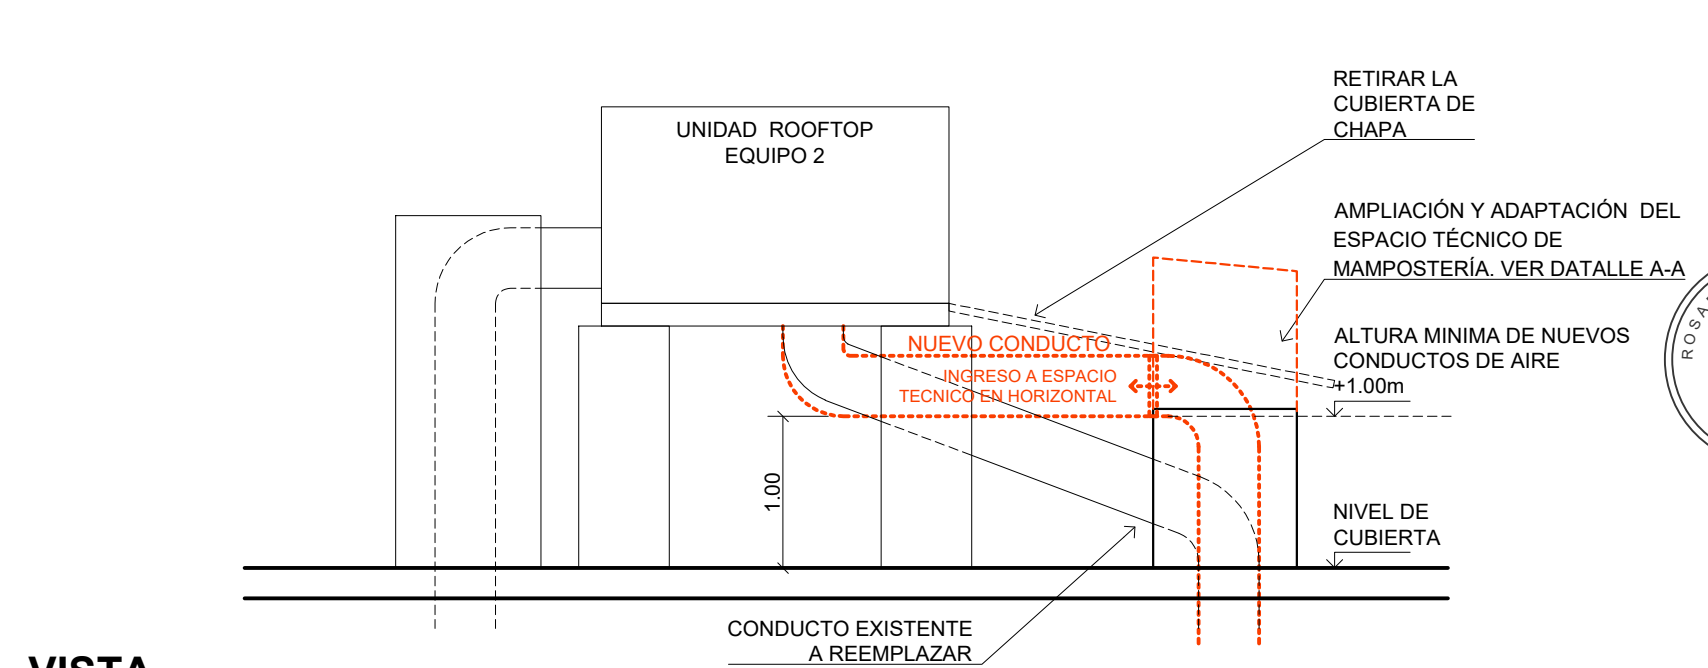 RETIRAR LA
CUBIERTA DE
CHAPA
UNIDAD ROOFTOP
EQUIPO 2
AMPLIACIÓN Y ADAPTACIÓN DEL
ESPACIO TÉCNICO DE
MAMPOSTERÍA. VER DATALLE A-A
ALTURA MINIMA DE NUEVOS
CONDUCTOS DE AIRE
+1.00m
NUEVO CONDUCTO
INGRESO A ESPACIO
TECNICO EN HORIZONTAL
1.00
NIVEL DE
CUBIERTA
CONDUCTO EXISTENTE
A REEMPLAZAR
VISTA